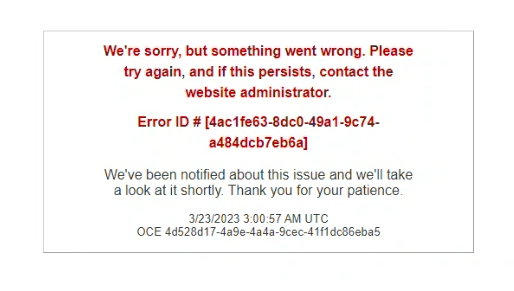 We're sorry, but something went wrong. Please
try again, and if this persists, contact the
website administrator.
Error ID # [4ac1fe63-8dc0-49a1-9c74-
a484dcb7eb6a]
We've been notified about this issue and we'll take
a look at it shortly. Thank you for your patience.
3/23/2023 3:00:57 AM UTC
OCE 4d528d17-4a9e-4a4a-9cec-41f1dc86eba5